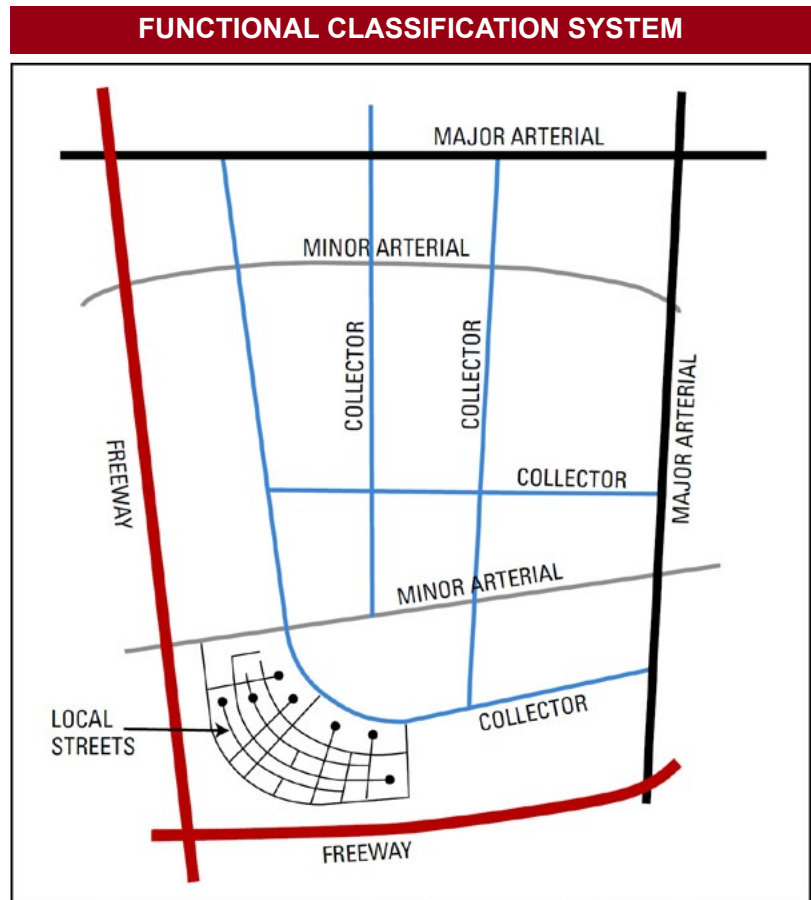 FUNCTIONAL CLASSIFICATION SYSTEM
MAJOR ARTERIAL
MINOR ARTERIAL
COLLECTOR
COLLECTOR
FREEWAY
MAJOR ARTERIAL
COLLECTOR
MINOR ARTERIAL
LOCAL
STREETS
COLLECTOR
FREEWAY